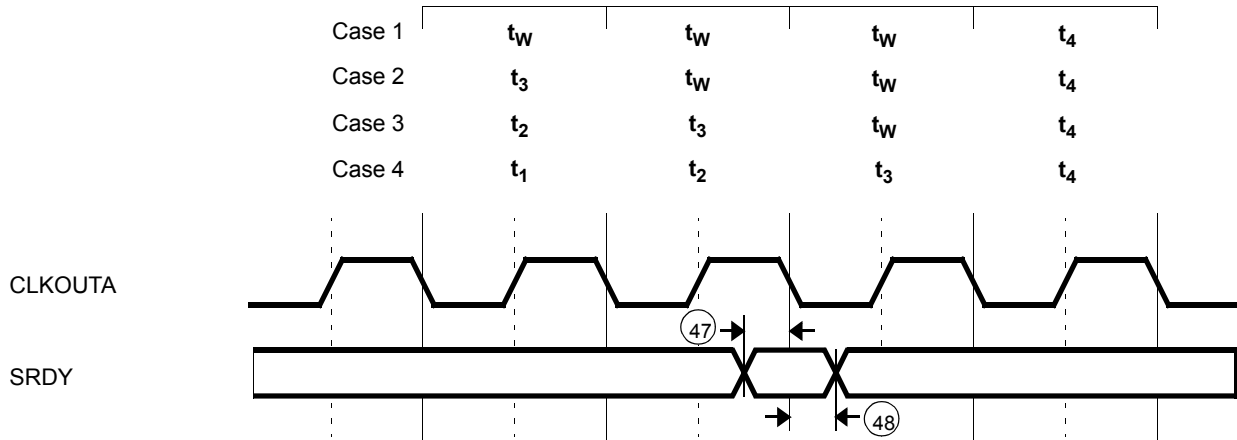 Case 1 tW tW tW t4
Case 2 t3 tW tW t4
Case 3 t2 t3 tW t4
Case 4 t1 t2 t3 t4
CLKOUTA
47
SRDY
48